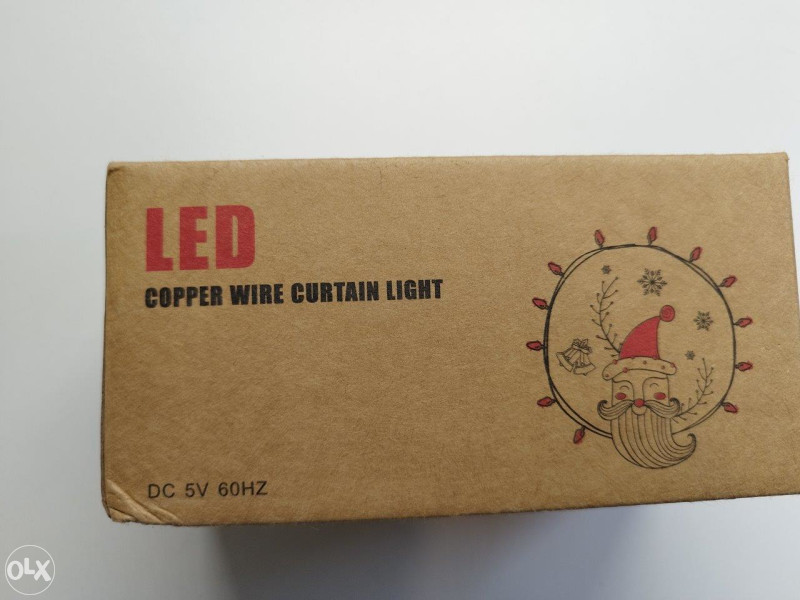 LED
COPPER WIRE CURTAIN LIGHT
DC 5V 60HZ
OLX